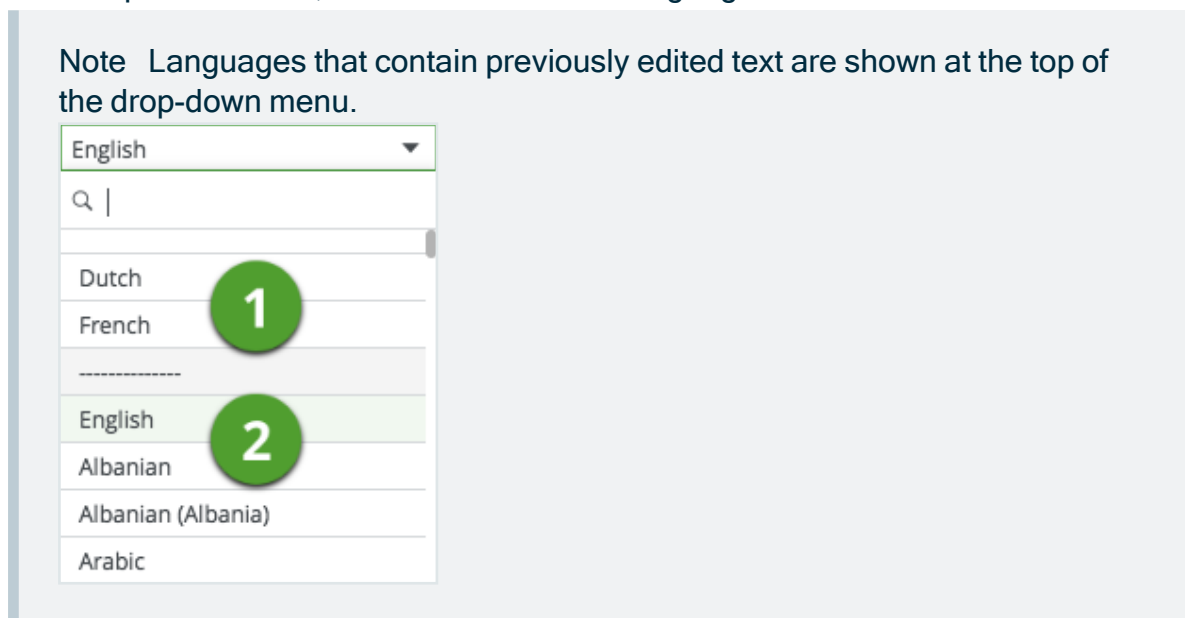 Note Languages that contain previously edited text are shown at the top of
the drop-down menu.
English
Dutch
1
French
--------------
English
2
Albanian
Albanian (Albania)
Arabic